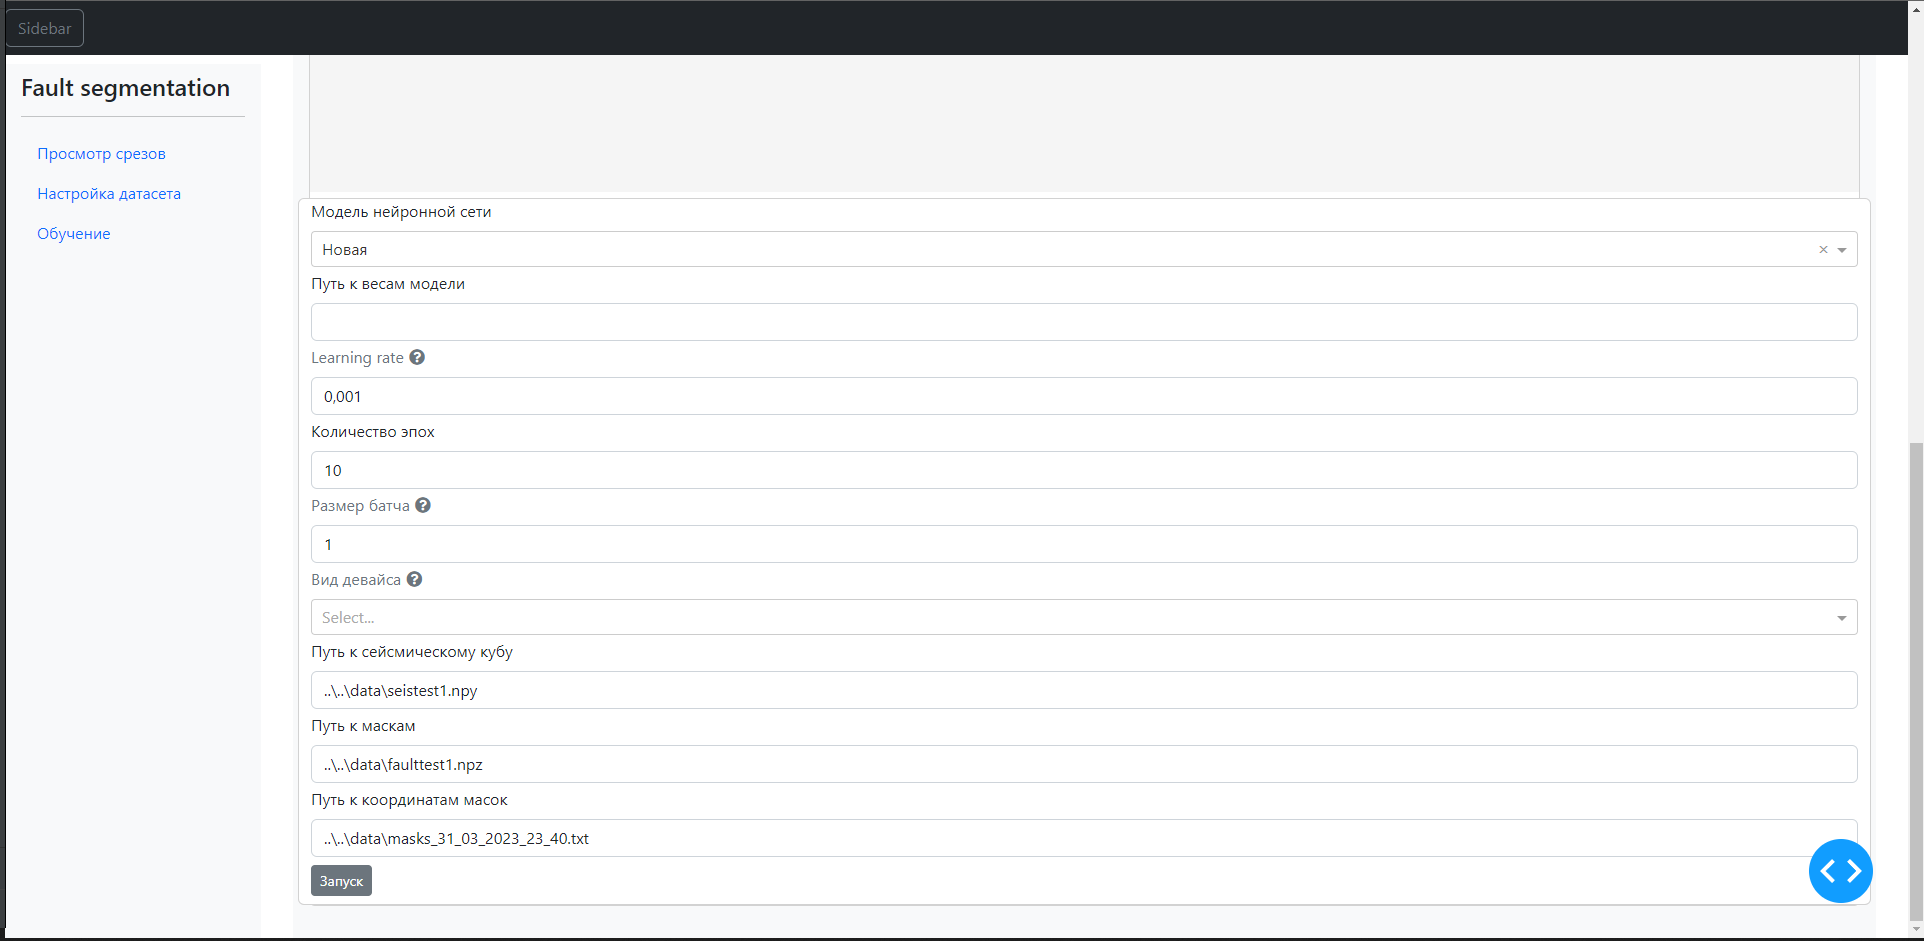 Sidebar
Fault segmentation
Просмотр срезов
Настройка датасета
Обучение
Модель нейронной сети
Новая
Путь к весам модели
Learning rate
0,001
Количество эпох
10
Размер батча
1
Вид девайса
Select...
Путь к сейсмическому кубу
..\..\data\seistest1.npy
Путь к маскам
..\..\data\faulttest1.npz
Путь к координатам масок
..\..\data\masks_31_03_2023_23_40.txt
Запуск